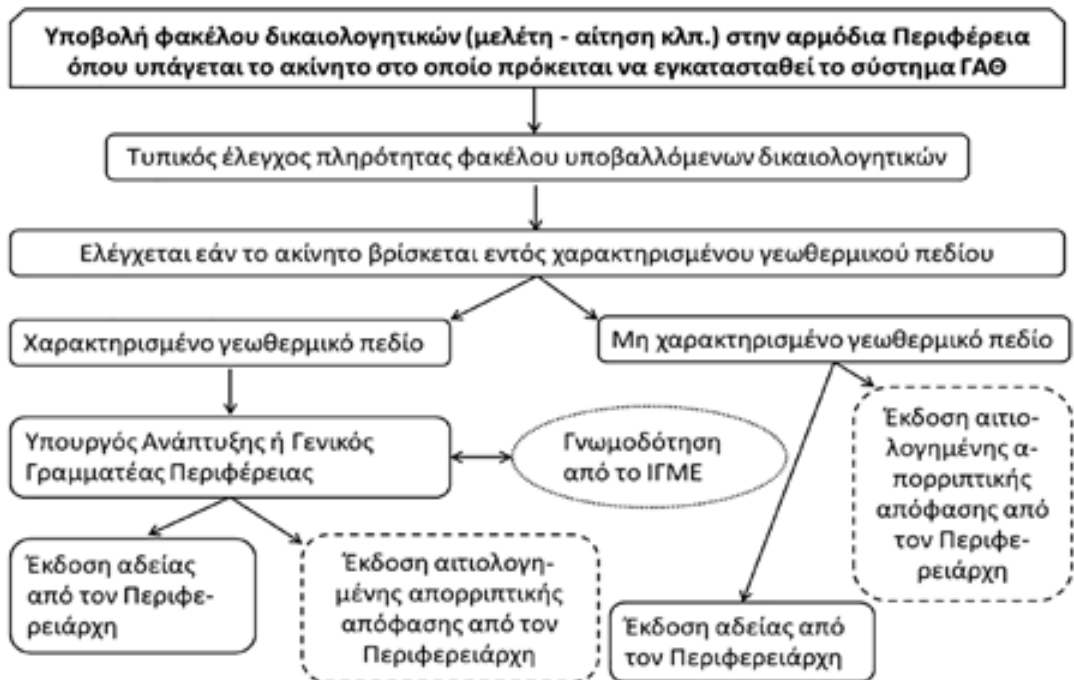 Υποβολή φακέλου δικαιολογητικών (μελέτη - αίτηση κλπ.) στην αρμόδια Περιφέρεια
όπου υπάγεται το ακίνητο στο οποίο πρόκειται να εγκατασταθεί το σύστημα ΓΑΘ
Τυπικός έλεγχος πληρότητας φακέλου υποβαλλόμενων δικαιολογητικών
Ελέγχεται εάν το ακίνητο βρίσκεται εντός χαρακτηρισμένου γεωθερμικού πεδίου
Χαρακτηρισμένο γεωθερμικό πεδίο
Μη χαρακτηρισμένο γεωθερμικό πεδίο
Υπουργός Ανάπτυξης ή Γενικός
Γραμματέας Περιφέρειας
Γνωμοδότηση
από το ΙΓΜΕ
Έκδοση αιτιο-
λογημένης α-
πορριπτικής
απόφασης από
τον Περιφε-
ρειάρχη
Έκδοση αδείας
από τον Περιφε-
ρειάρχη
Έκδοση αιτιολογη-
μένης απορριπτικής
απόφασης από τον
Περιφερειάρχη
Έκδοση αδείας από
τον Περιφερειάρχη